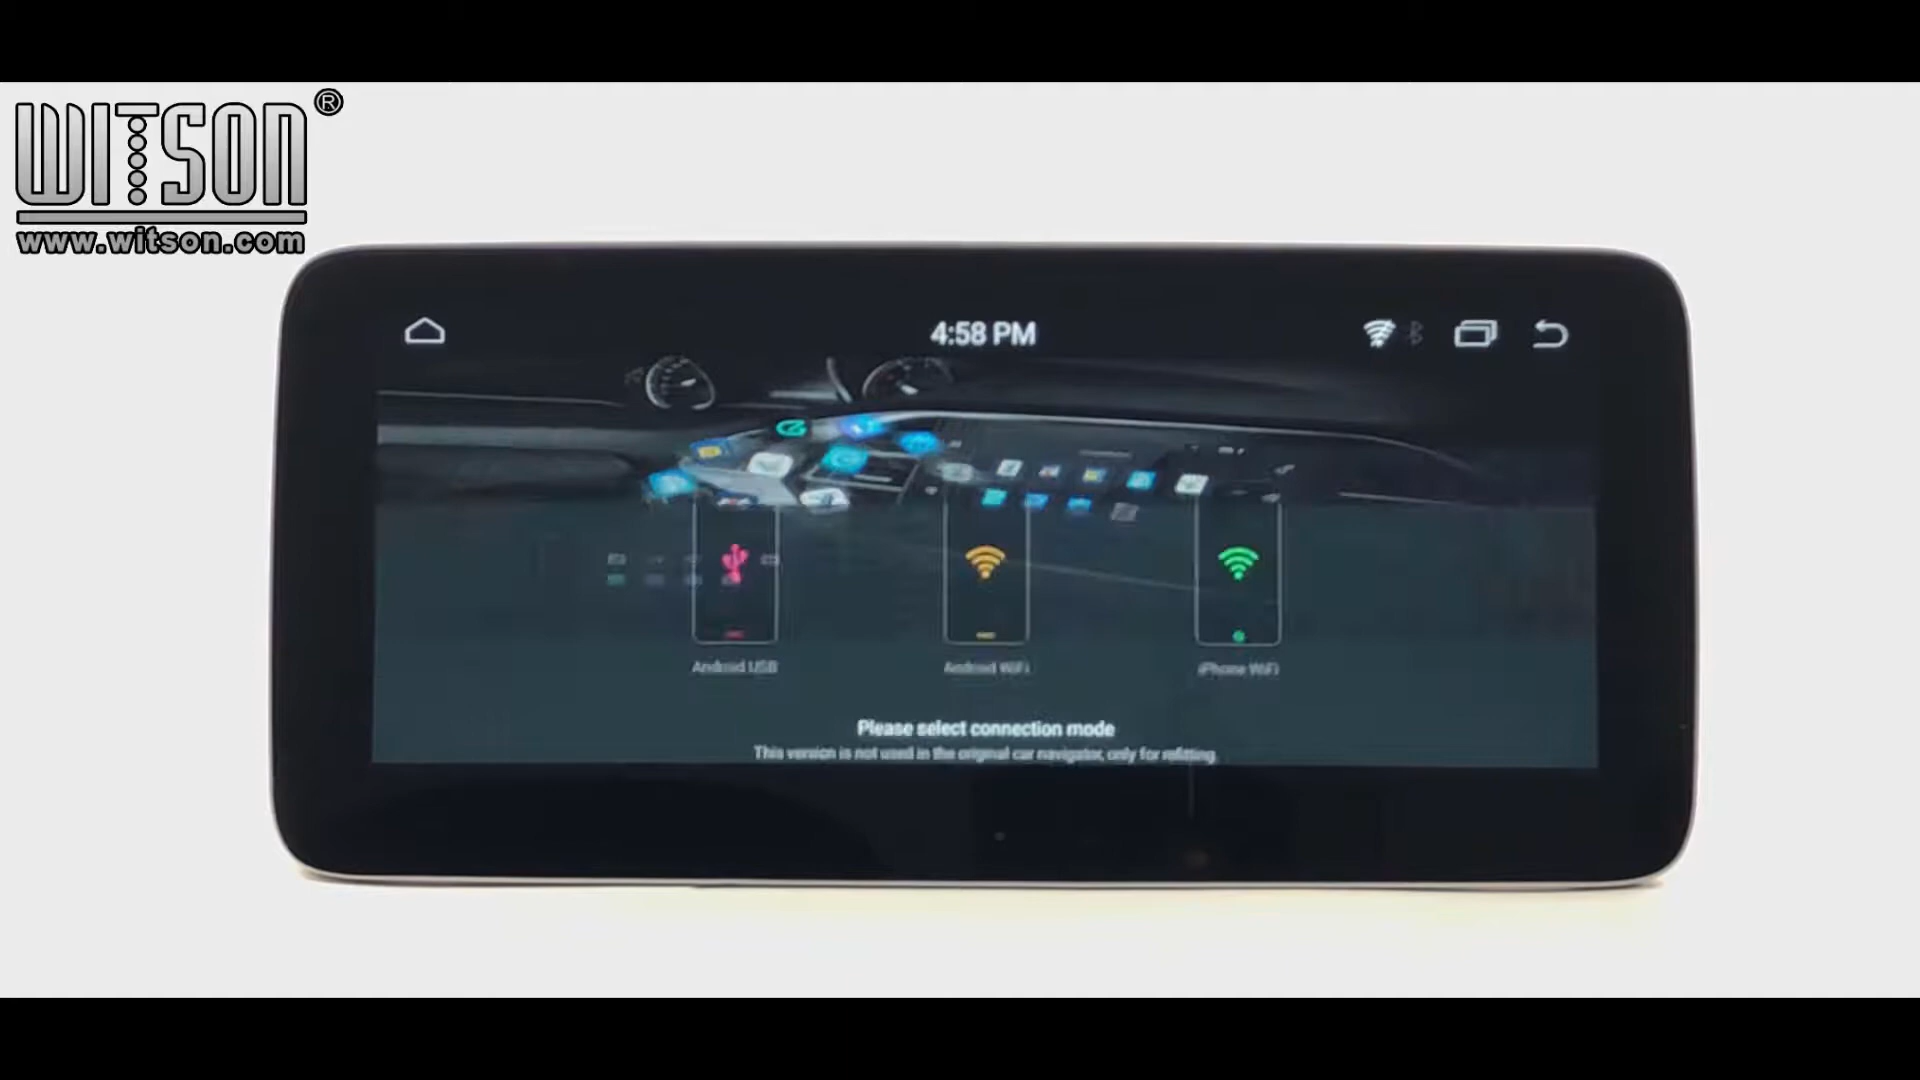 WITSON®
www.witson.com
4:58 PM
Android USB
Android WiFi
iPhone WiFi
Please select connection mode
This version is not used in the original car navigator, only for refitting